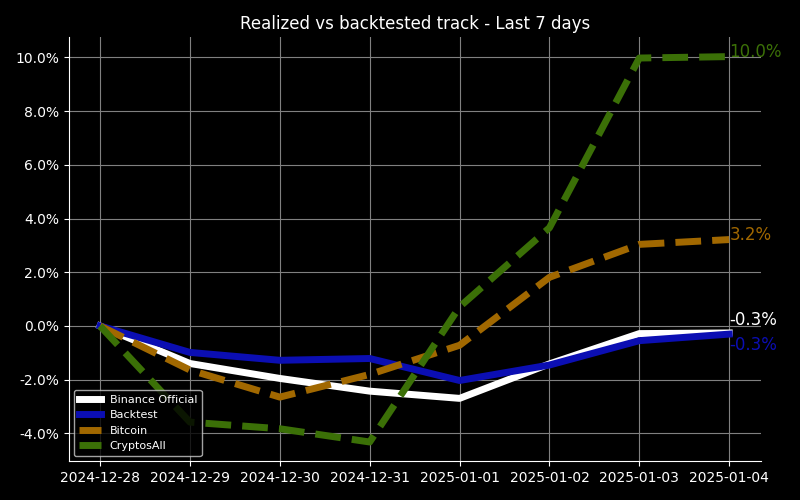 Realized vs backtested track - Last 7 days
10.0%
8.0%
6.0%
4.0%
2.0%
0.0%
-2.0%
-4.0%
10.0%
3.2%
-0.3%
-0.3%
Binance Official
Backtest
Bitcoin
CryptosAll
2024-12-28 2024-12-29 2024-12-30 2024-12-31 2025-01-01 2025-01-02 2025-01-03 2025-01-04